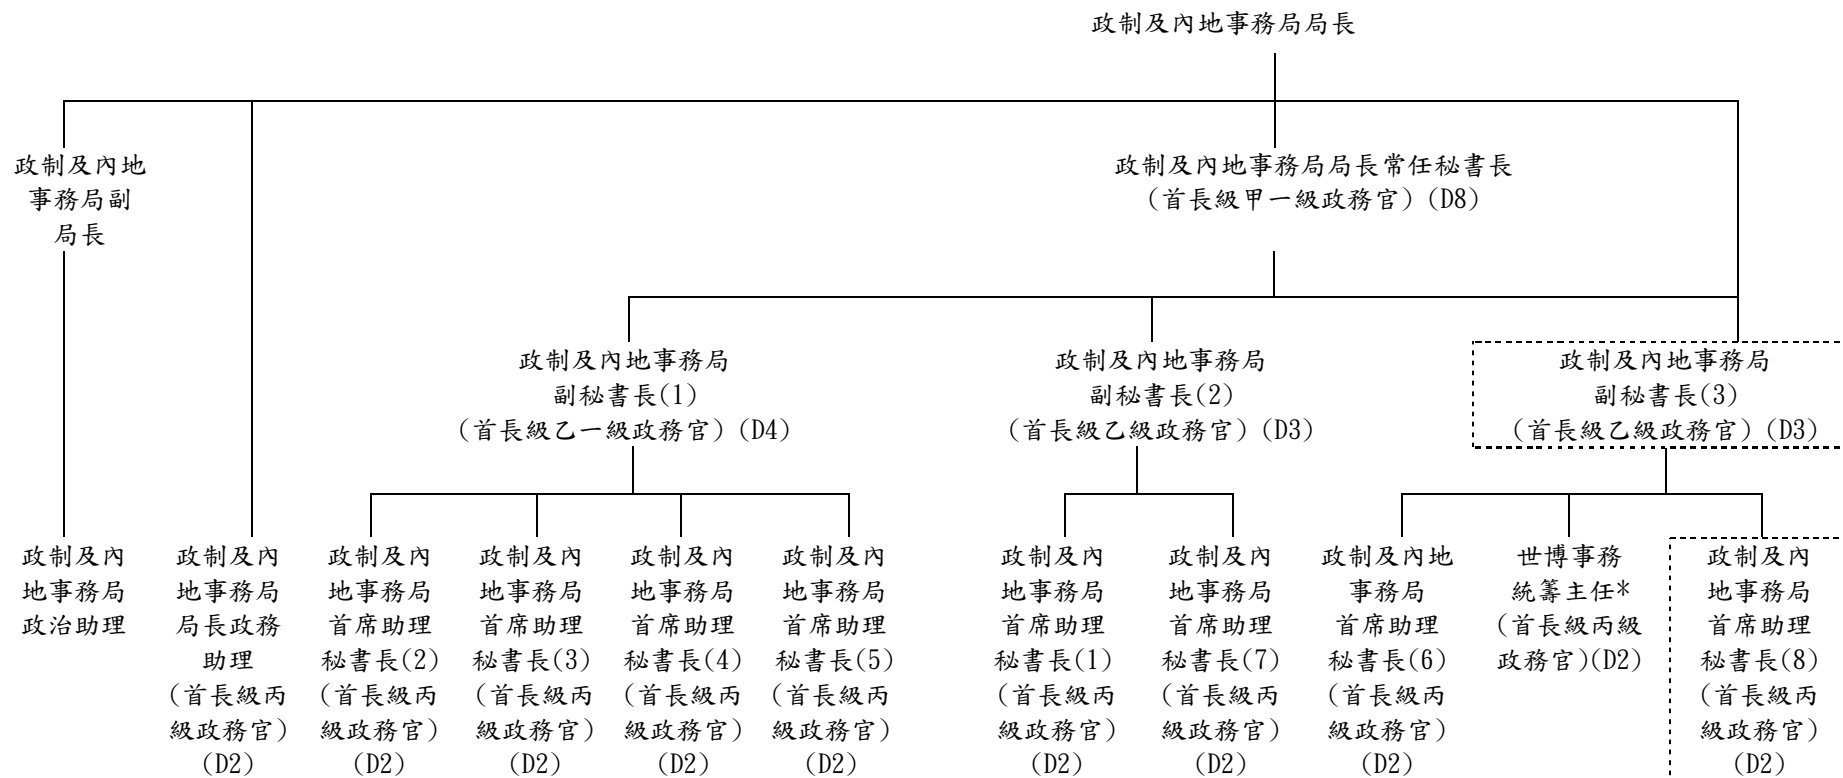 政制及內地事務局局長
政制及內地
事務局副
局長
政制及內地事務局局長常任秘書長
(首長級甲一級政務官) (D8)
政制及內地事務局
副秘書長(1)
(首長級乙一級政務官) (D4)
政制及內地事務局
副秘書長(2)
(首長級乙級政務官) (D3)
政制及內地事務局
副秘書長(3)
(首長級乙級政務官) (D3)
政制及內
地事務局
政治助理
政制及內
地事務局
局長政務
助理
(首長級丙
級政務官)
(D2)
政制及內
地事務局
首席助理
秘書長(2)
(首長級丙
級政務官)
(D2)
政制及內
地事務局
首席助理
秘書長(3)
(首長級丙
級政務官)
(D2)
政制及內
地事務局
首席助理
秘書長(4)
(首長級丙
級政務官)
(D2)
政制及內
地事務局
首席助理
秘書長(5)
(首長級丙
級政務官)
(D2)
政制及內
地事務局
首席助理
秘書長(1)
(首長級丙
級政務官)
(D2)
政制及內
地事務局
首席助理
秘書長(7)
(首長級丙
級政務官)
(D2)
政制及內地
事務局
首席助理
秘書長(6)
(首長級丙
級政務官)
(D2)
世博事務
統籌主任*
(首長級丙級
政務官)(D2)
政制及內
地事務局
首席助理
秘書長(8)
(首長級丙
級政務官)
(D2)